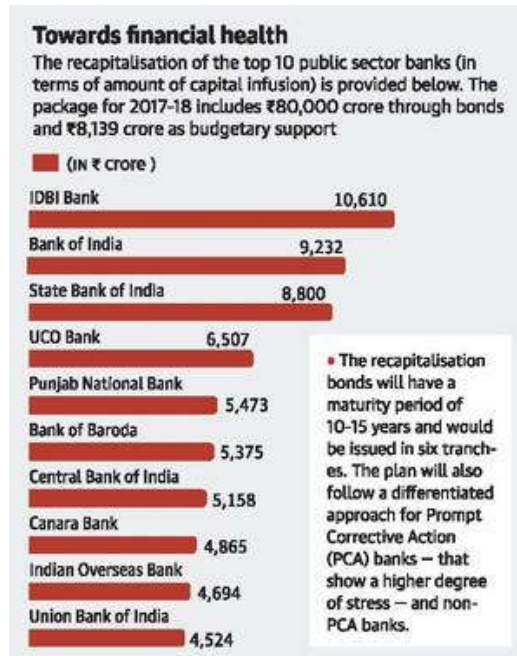 Towards financial health
The recapitalisation of the top 10 public sector banks (in
terms of amount of capital infusion) is provided below. The
package for 2017-18 includes ₹80,000 crore through bonds
and ₹8,139 crore as budgetary support
(IN ₹ crore )
IDBI Bank
10,610
Bank of India
9,232
State Bank of India
8,800
UCO Bank
6,507
Punjab National Bank
5,473
Bank of Baroda
5,375
Central Bank of India
5,158
Canara Bank
4,865
Indian Overseas Bank
4,694
Union Bank of India
4,524
• The recapitalisation
bonds will have a
maturity period of
10-15 years and would
be issued in six tranch-
es. The plan will also
follow a differentiated
approach for Prompt
Corrective Action
(PCA) banks — that
show a higher degree
of stress — and non-
PCA banks.